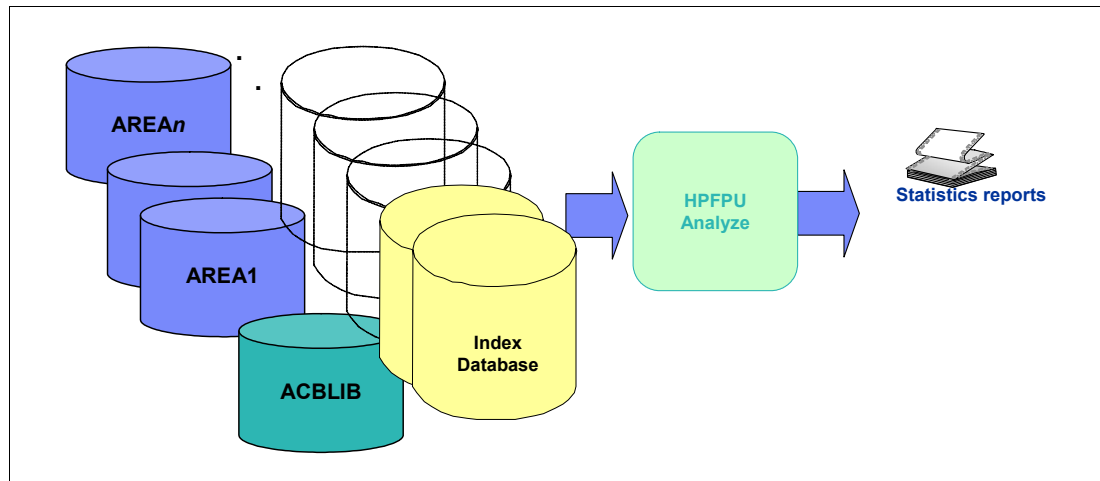 AREAn
AREA1
ACBLIB
Index
Database
HPFPU
Analyze
Statistics reports